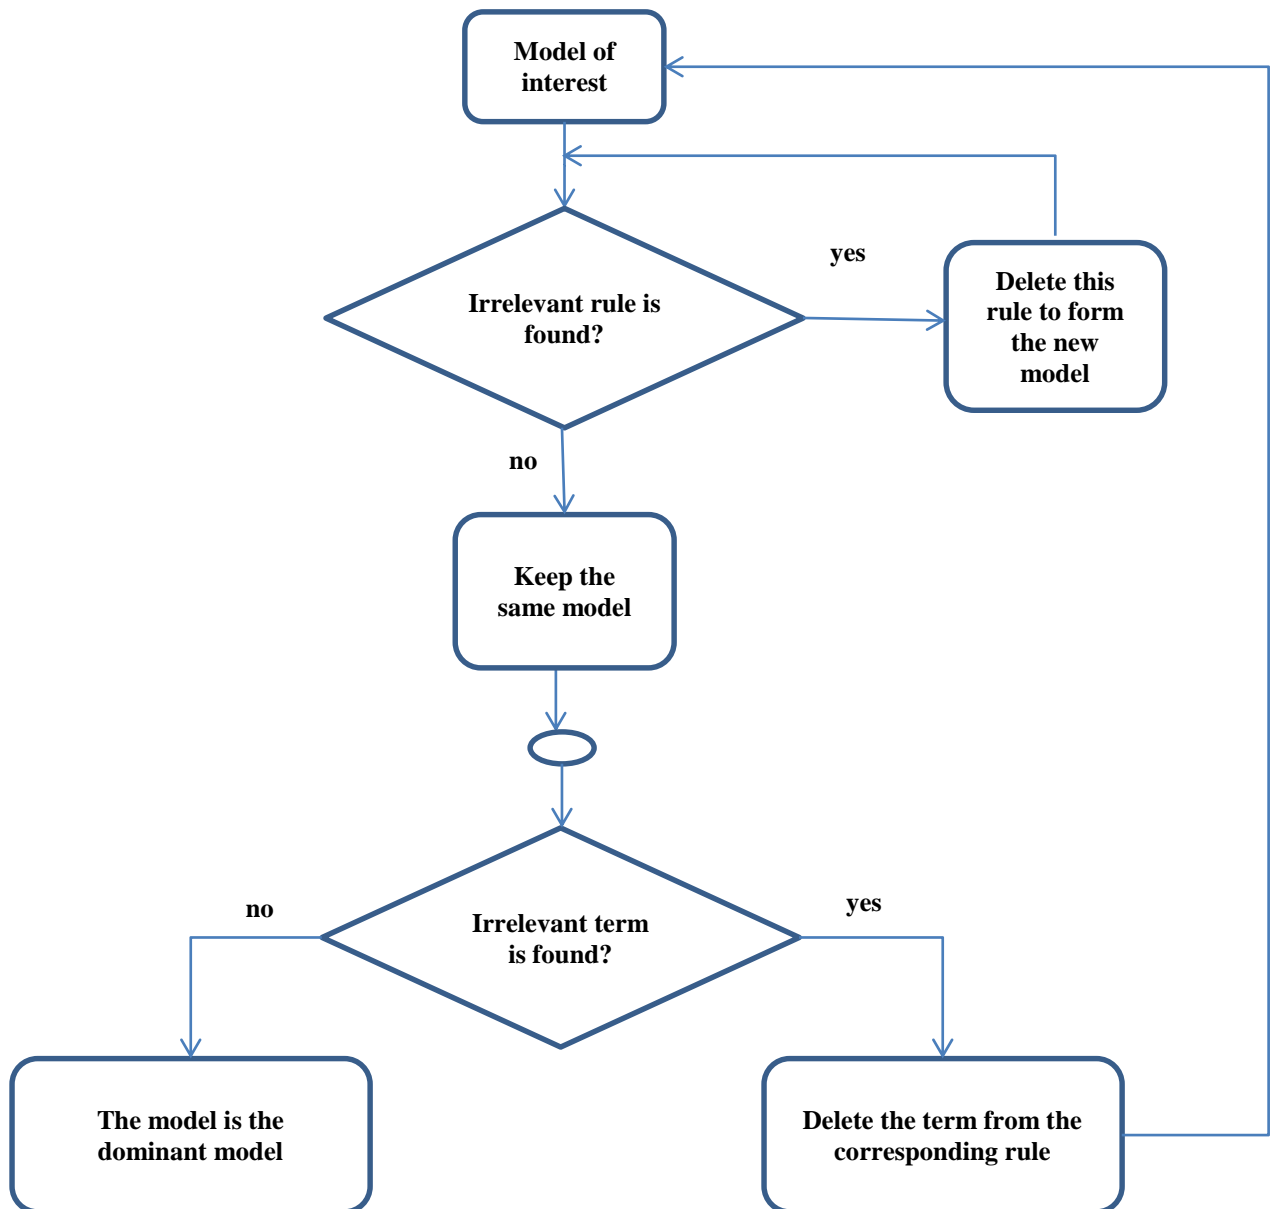 Model of
interest
Irrelevant rule is
found?
yes
Delete this
rule to form
the new
model
no
Keep the
same model
Irrelevant term
is found?
no
yes
The model is the
dominant model
Delete the term from the
corresponding rule